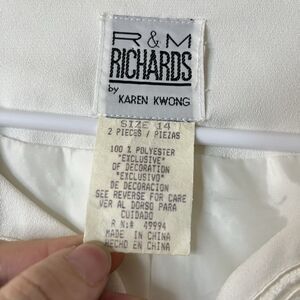 R & M
RICHARDS
by
KAREN KWONG
SIZE 14
2 PIECES / PIEZAS
100 % POLYESTER
"EXCLUSIVE"
OF DECORATION
"EXCLUSIVO"
DE DECORACION
SEE REVERSE FOR CARE
VER AL DORSO PARA
CUIDADO
R N:# 49994
MADE IN CHINA
HECHO EN CHINA